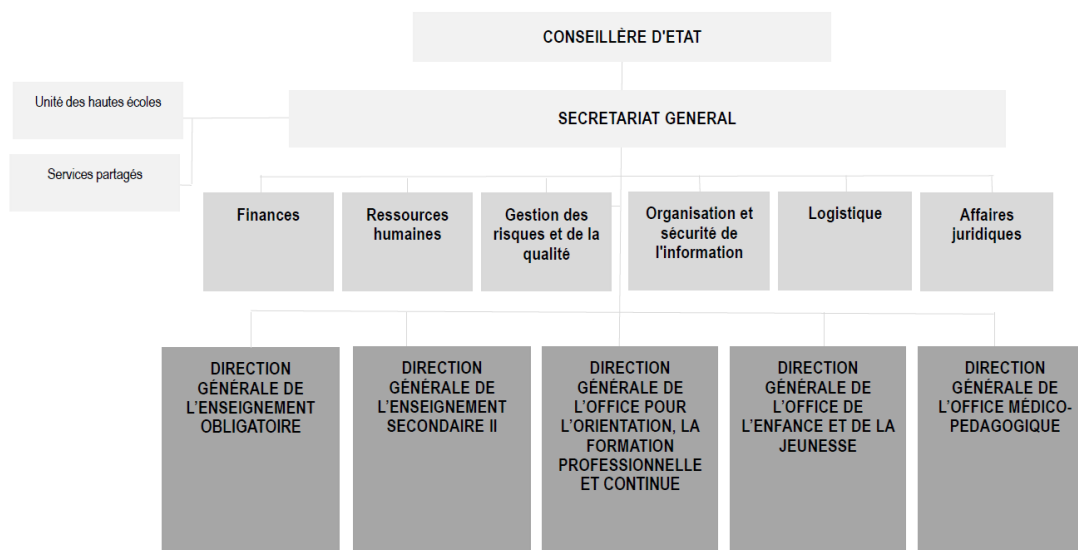 CONSEILLÈRE D'ETAT
Unité des hautes écoles
SECRETARIAT GENERAL
Services partagés
Finances
Ressources
humaines
Gestion des
risques et de la
qualité
Organisation et
sécurité de
l'information
Logistique
Affaires
juridiques
DIRECTION
GÉNÉRALE DE
L'ENSEIGNEMENT
OBLIGATOIRE
DIRECTION
GÉNÉRALE DE
L'ENSEIGNEMENT
SECONDAIRE II
DIRECTION
GÉNÉRALE DE
L'OFFICE POUR
L'ORIENTATION, LA
FORMATION
PROFESSIONNELLE
ET CONTINUE
DIRECTION
GÉNÉRALE DE
L'OFFICE DE
L'ENFANCE ET DE LA
JEUNESSE
DIRECTION
GÉNÉRALE DE
L'OFFICE MÉDICO-
PEDAGOGIQUE